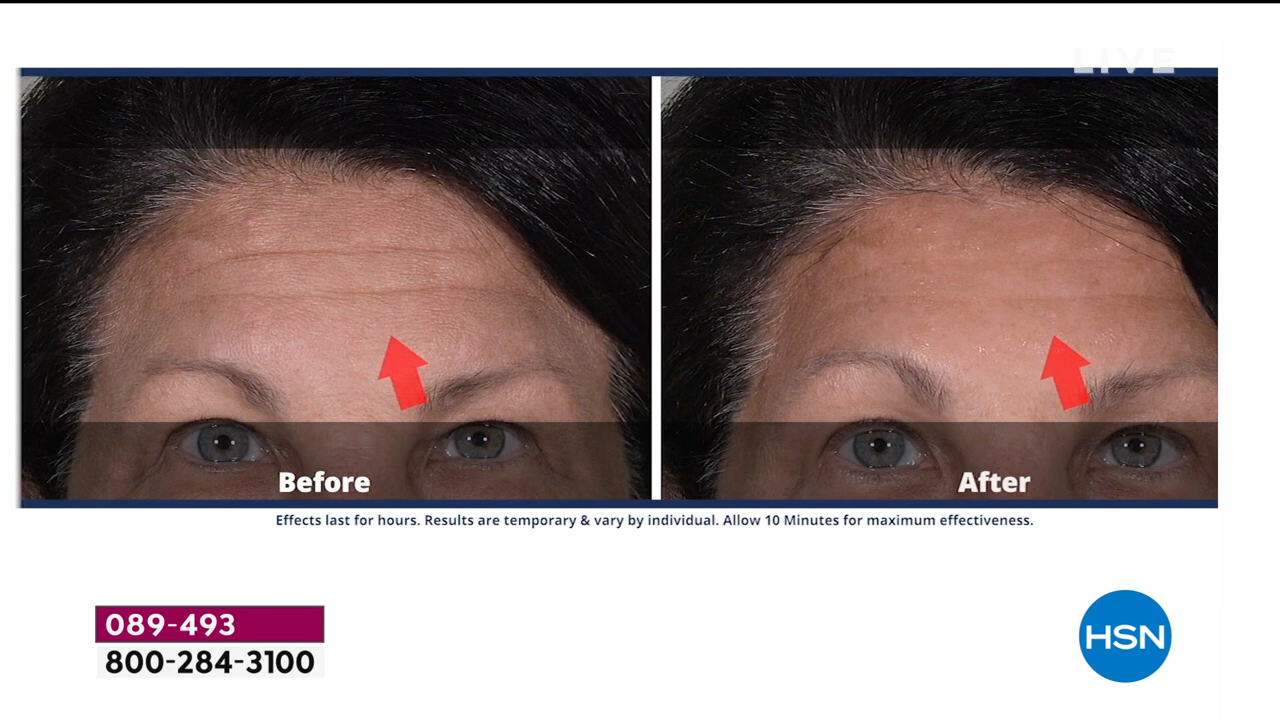 LIVE
Before
After
Effects last for hours. Results are temporary & vary by individual. Allow 10 Minutes for maximum effectiveness.
089-493
800-284-3100
HSN